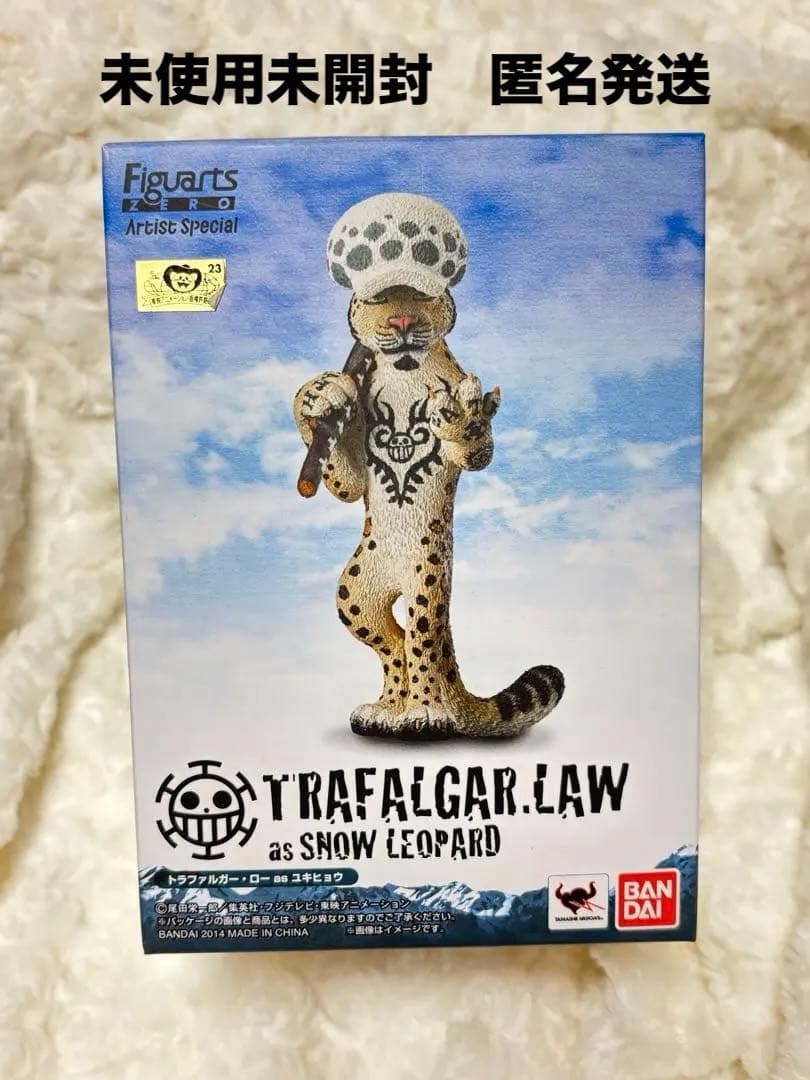 未使用未開封　匿名発送
Figuarts
ZERO
Artist Special
23
TRAFALGAR.LAW
as SNOW LEOPARD
トラファルガー・ロー as ユキヒョウ
©尾田栄一郎／集英社・フジテレビ・東映アニメーション
※パッケージの画像と商品とは、多少異なりますのでご了承ください。
BANDAI 2014 MADE IN CHINA ※画像はイメージです。
TAMASHII NATIONS
BAN
DAI